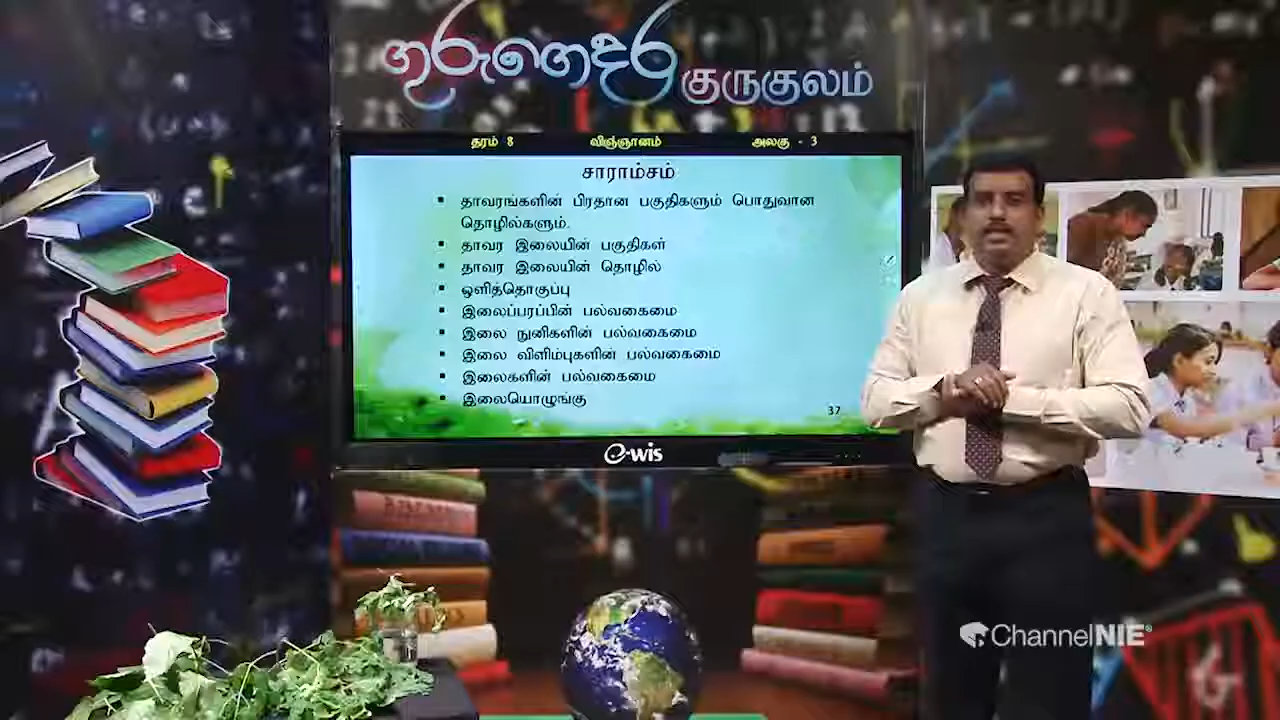 குருகெදர குருகுலம்
தரம் 8 விஞ்ஞானம் அலகு - 3
சாராம்சம்
▪ தாவரங்களின் பிரதான பகுதிகளும் பொதுவான
தொழில்களும்.
▪ தாவர இலையின் பகுதிகள்
▪ தாவர இலையின் தொழில்
▪ ஒளித்தொகுப்பு
▪ இலைப்பரப்பின் பல்வகைமை
▪ இலை நுனிகளின் பல்வகைமை
▪ இலை விளிம்புகளின் பல்வகைமை
▪ இலைகளின் பல்வகைமை
▪ இலையொழுங்கு
37
e-wis
ChannelNIE